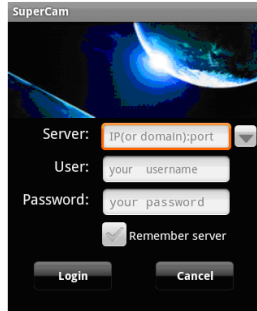 SuperCam
Server: IP(or domain):port
User: your username
Password: your password
Remember server
Login Cancel